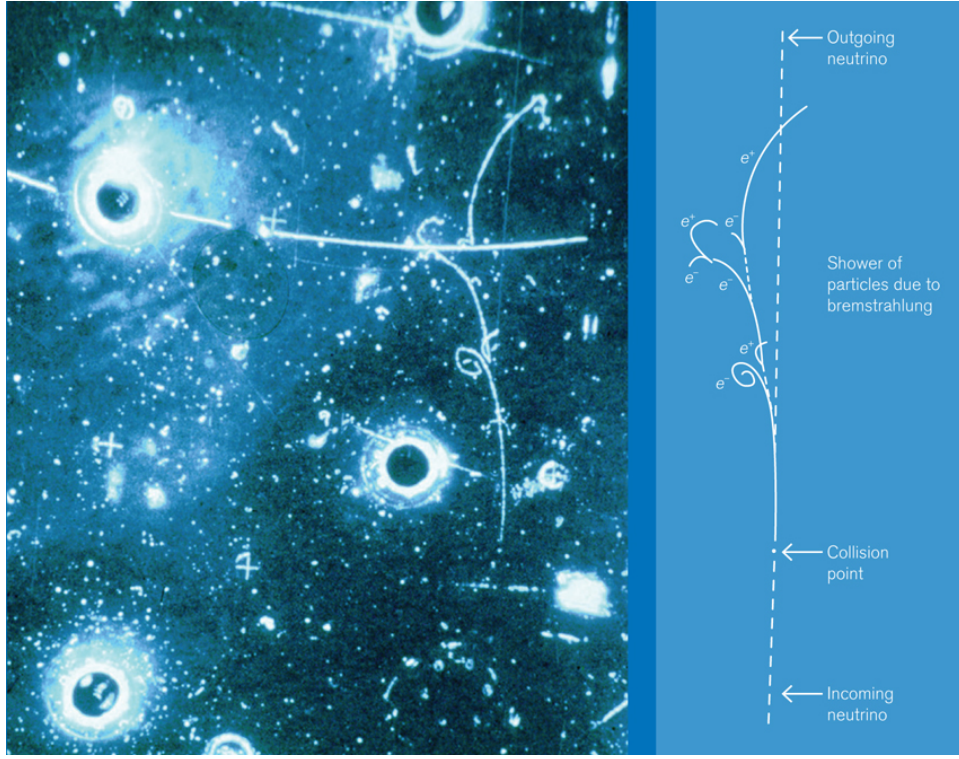 Outgoing
neutrino
e+
e+
e−
e−
e−
Shower of
particles due to
bremstrahlung
e+
e−
Collision
point
Incoming
neutrino